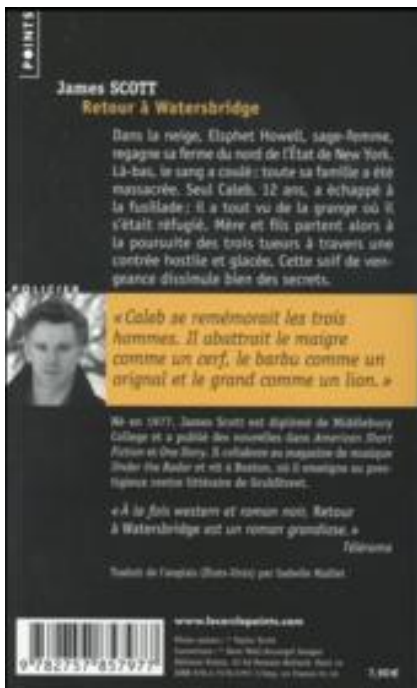 POINTS
James SCOTT
Retour à Watersbridge
Dans la neige, Elsphet Howell, sage-femme,
regagne sa ferme du nord de l'État de New York.
Là-bas, le sang a coulé : toute sa famille a été
massacrée. Seul Caleb, 12 ans, a échappé à
la fusillade : il a tout vu de la grange où il
s'était réfugié. Mère et fils partent alors à
la poursuite des trois tueurs à travers une
contrée hostile et glacée. Cette soif de ven-
geance dissimule bien des secrets.
POLICIER
« Caleb se remémorait les trois
hommes. Il abattrait le maigre
comme un cerf, le barbu comme un
orignal et le grand comme un lion. »
Né en 1977, James Scott est diplômé de Middlebury
College et a publié des nouvelles dans American Short
Fiction et One Story. Il collabore au magazine de musique
Under the Radar et vit à Boston, où il enseigne au pres-
tigieux centre littéraire de GrubStreet.
« À la fois western et roman noir, Retour
à Watersbridge est un roman grandiose. »
Télérama
Traduit de l'anglais (États-Unis) par Isabelle Maillet
www.lecerclepoints.com
9782757857977
7,90€